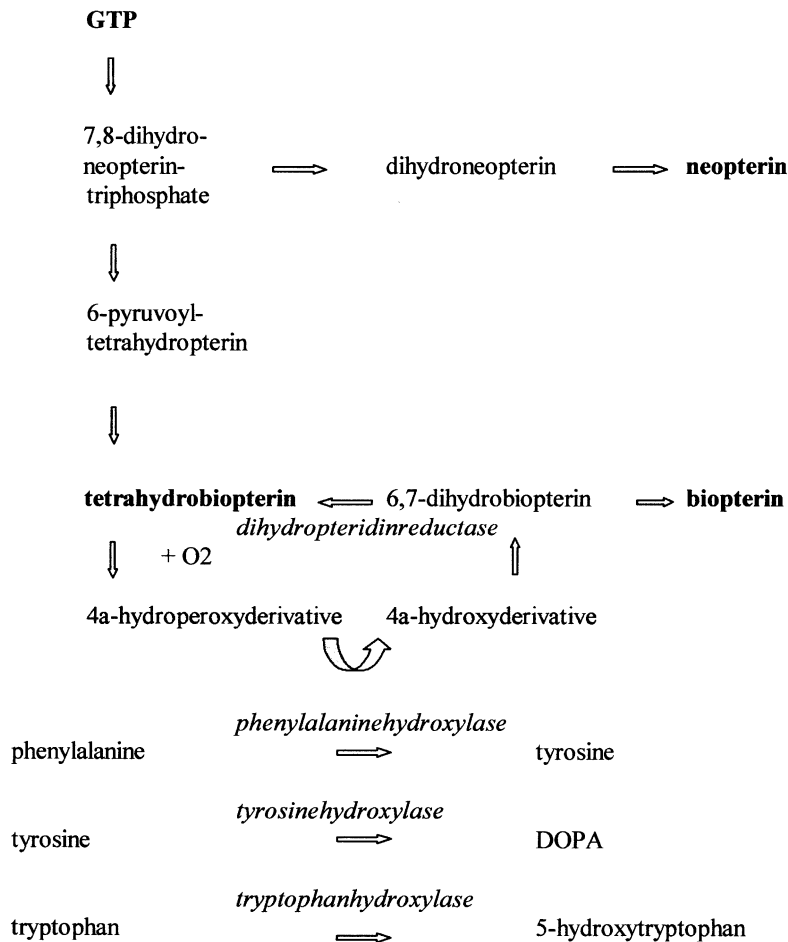 GTP
7,8-dihydro-
neopterin-
triphosphate
dihydroneopterin
neopterin
6-pyruvoyl-
tetrahydropterin
tetrahydrobiopterin
6,7-dihydrobiopterin
biopterin
dihydropteridinreductase
+ O2
4a-hydroperoxyderivative
4a-hydroxyderivative
phenylalaninehydroxylase
phenylalanine
tyrosine
tyrosinehydroxylase
tyrosine
DOPA
tryptophanhydroxylase
tryptophan
5-hydroxytryptophan